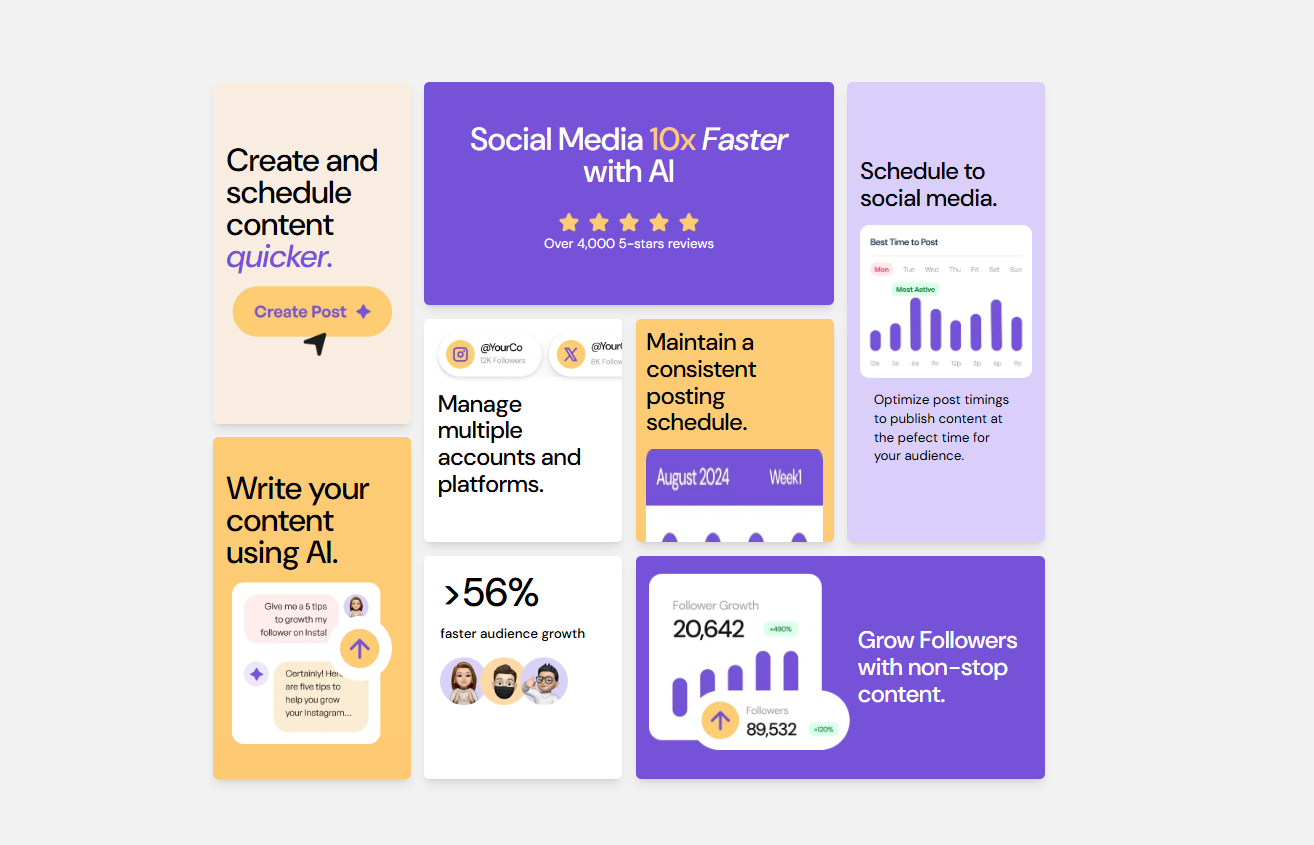 Create and
schedule
content
quicker.
Create Post
Social Media 10x Faster
with AI
Over 4,000 5-stars reviews
Schedule to
social media.
Best Time to Post
Mon Tue Wed Thu Fri Sat Sun
Most Active
12a 3a 6a 9a 12p 3p 6p 9p
Optimize post timings
to publish content at
the pefect time for
your audience.
@YourCo
12K Followers
@Your
8K Follow
Manage
multiple
accounts and
platforms.
Maintain a
consistent
posting
schedule.
August 2024 Week1
Write your
content
using AI.
Give me a 5 tips
to growth my
follower on Insta!
Certainly! Here
are five tips to
help you grow
your Instagram...
>56%
faster audience growth
Follower Growth
20,642 +490%
Followers
89,532 +120%
Grow Followers
with non-stop
content.